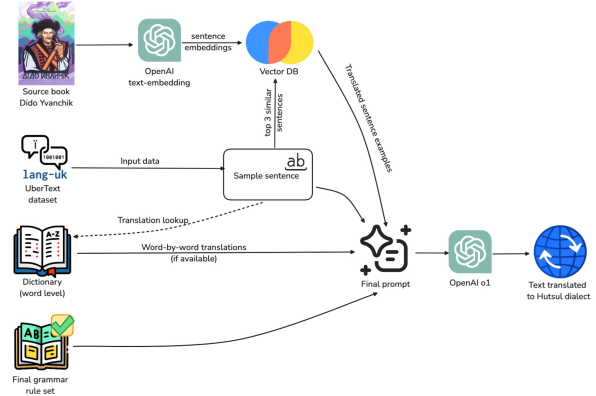 ДІДО ИВАНЧІК
Source book
Dido Yvanchik
OpenAI
text-embedding
sentence
embeddings
Vector DB
Translated sentence examples
top 3 similar
sentences
Ї
1001001
lang-uk
UberText
dataset
Input data
ab
Sample sentence
Translation lookup
A-Z
Dictionary
(word level)
Word-by-word translations
(if available)
Final prompt
OpenAI o1
Text translated
to Hutsul dialect
AB
Final grammar
rule set